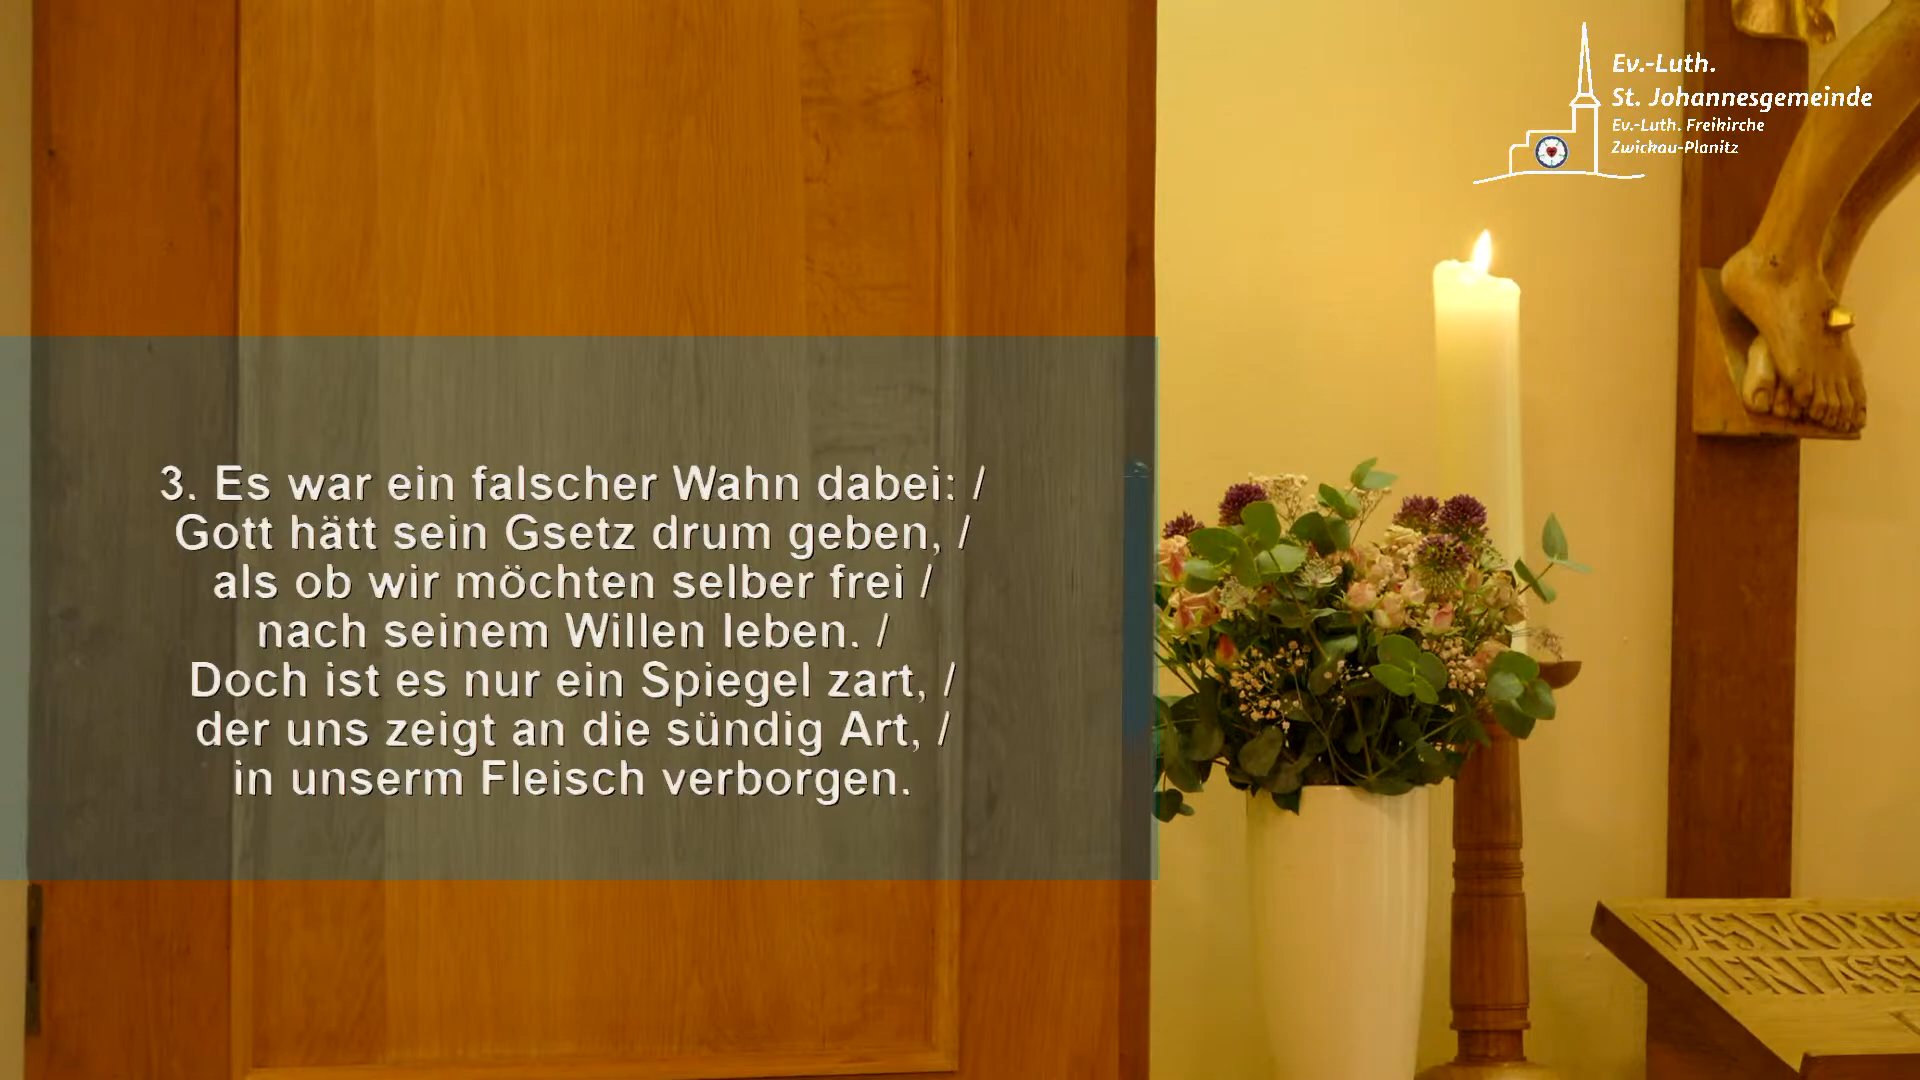 Ev.-Luth.
St. Johannesgemeinde
Ev.-Luth. Freikirche
Zwickau-Planitz
3. Es war ein falscher Wahn dabei: /
Gott hätt sein Gsetz drum geben, /
als ob wir möchten selber frei /
nach seinem Willen leben. /
Doch ist es nur ein Spiegel zart, /
der uns zeigt an die sündig Art, /
in unserm Fleisch verborgen.
DAS WORT